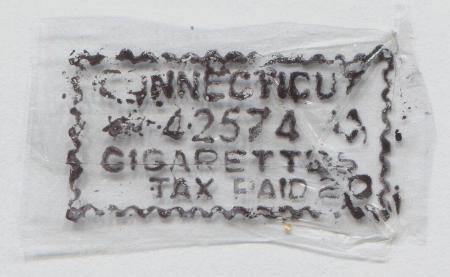 CONNECTICUT
42574
CIGARETTES
TAX PAID 20